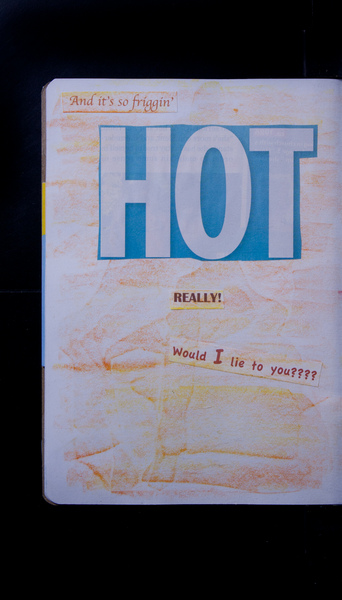 And it's so friggin'
HOT
REALLY!
Would I lie to you????